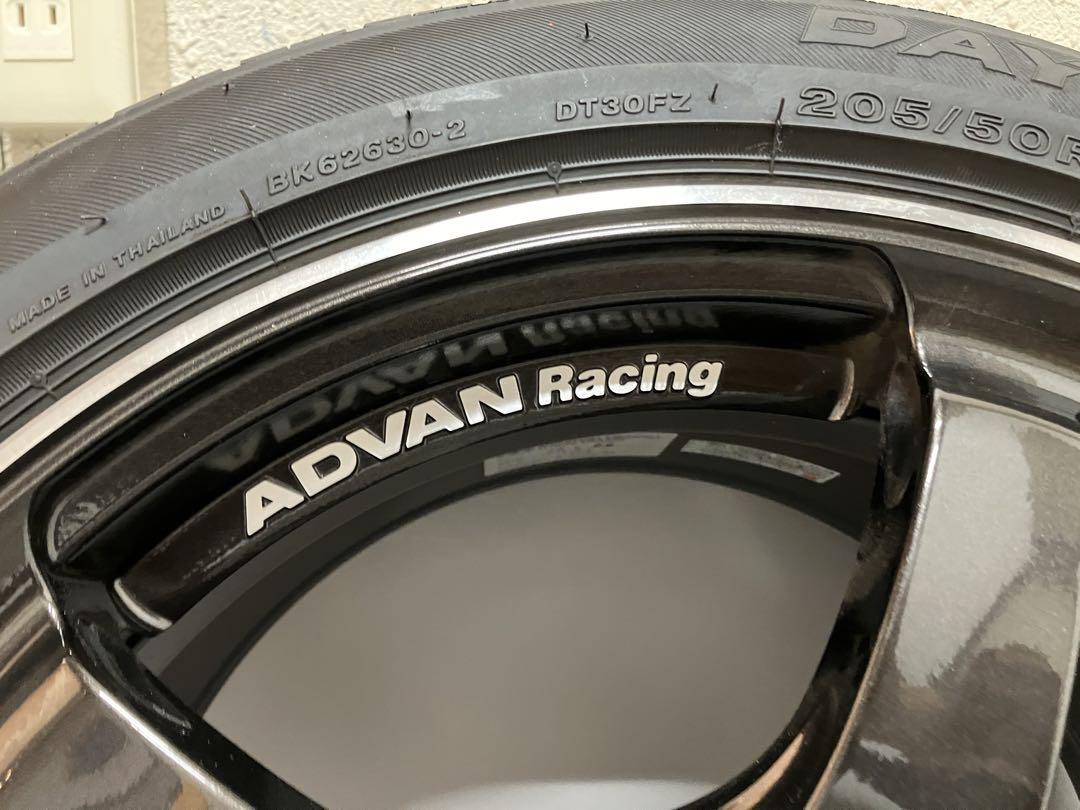 DAY
205/50R
DT30FZ
BK62630-2
MADE IN THAILAND
ADVAN Racing